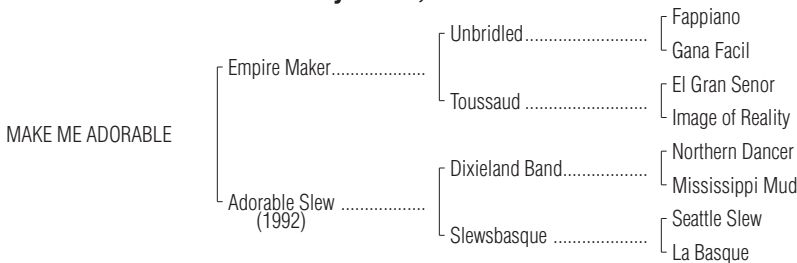 Fappiano
Unbridled..............................
Gana Facil
Empire Maker.......................
El Gran Senor
Toussaud ..............................
Image of Reality
MAKE ME ADORABLE
Northern Dancer
Dixieland Band.....................
Mississippi Mud
Adorable Slew .....................
(1992)
Seattle Slew
Slewsbasque .......................
La Basque